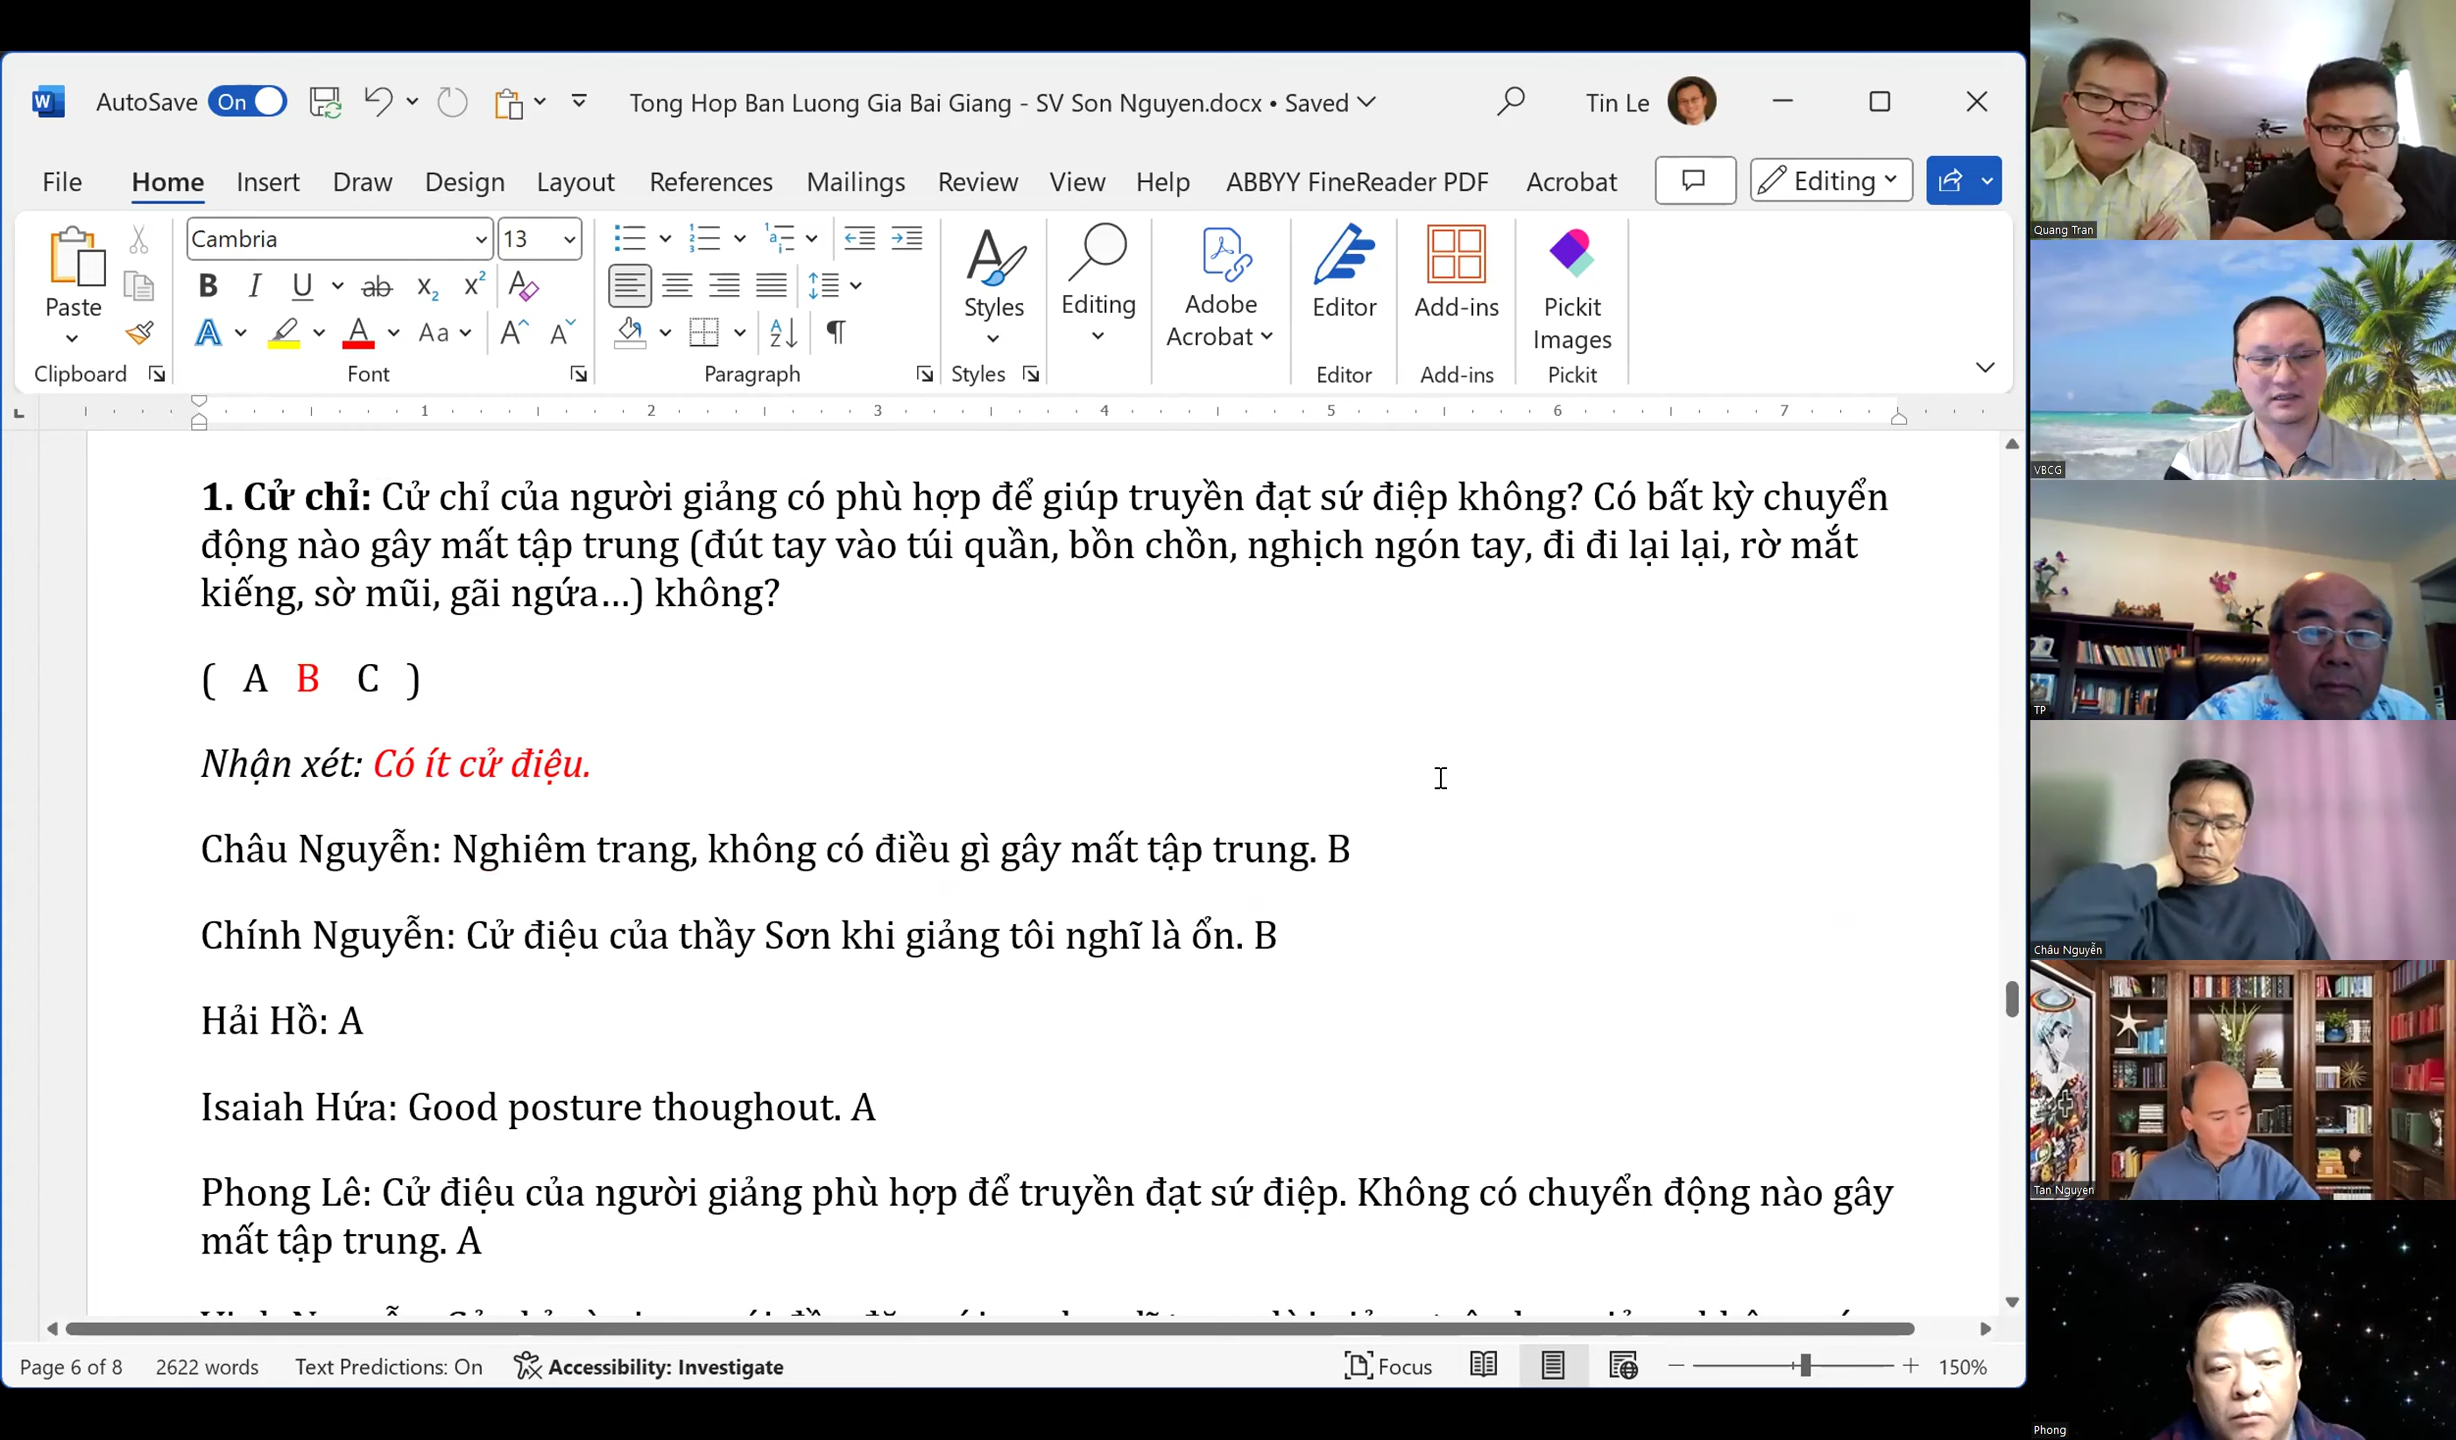 AutoSave On Tong Hop Ban Luong Gia Bai Giang - SV Son Nguyen.docx • Saved Tin Le
File Home Insert Draw Design Layout References Mailings Review View Help ABBYY FineReader PDF Acrobat Editing
Cambria 13
Paste Styles Editing Adobe Acrobat Editor Add-ins Pickit Images
Clipboard Font Paragraph Styles Editor Add-ins Pickit
1 2 3 4 5 6 7
1. Cử chỉ: Cử chỉ của người giảng có phù hợp để giúp truyền đạt sứ điệp không? Có bất kỳ chuyển
động nào gây mất tập trung (đút tay vào túi quần, bồn chồn, nghịch ngón tay, đi đi lại lại, rờ mắt
kiếng, sờ mũi, gãi ngứa…) không?
( A B C )
Nhận xét: Có ít cử điệu.
Châu Nguyễn: Nghiêm trang, không có điều gì gây mất tập trung. B
Chính Nguyễn: Cử điệu của thầy Sơn khi giảng tôi nghĩ là ổn. B
Hải Hồ: A
Isaiah Hứa: Good posture thoughout. A
Phong Lê: Cử điệu của người giảng phù hợp để truyền đạt sứ điệp. Không có chuyển động nào gây
mất tập trung. A
Page 6 of 8 2622 words Text Predictions: On Accessibility: Investigate Focus 150%
Quang Tran
VBCG
TP
Châu Nguyễn
Tan Nguyen
Phong